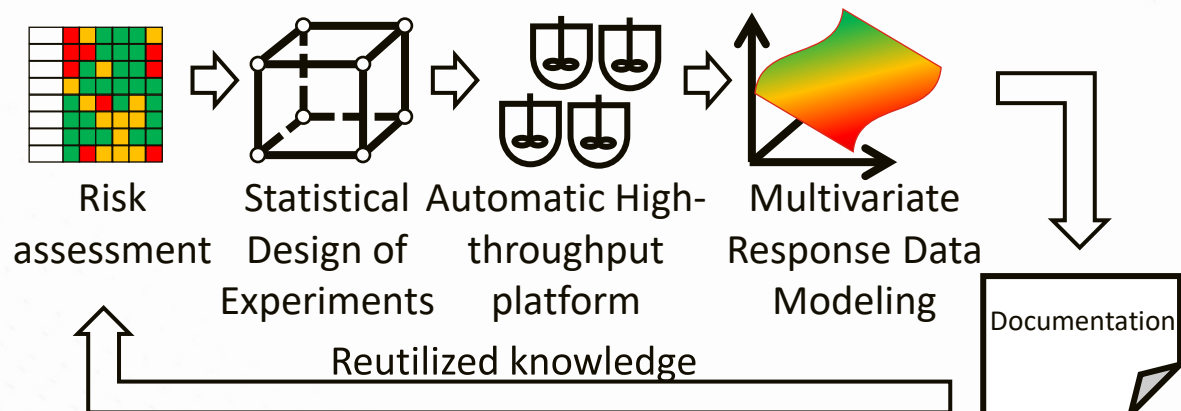 Risk
assessment
Statistical
Design of
Experiments
Automatic High-
throughput
platform
Multivariate
Response Data
Modeling
Documentation
Reutilized knowledge